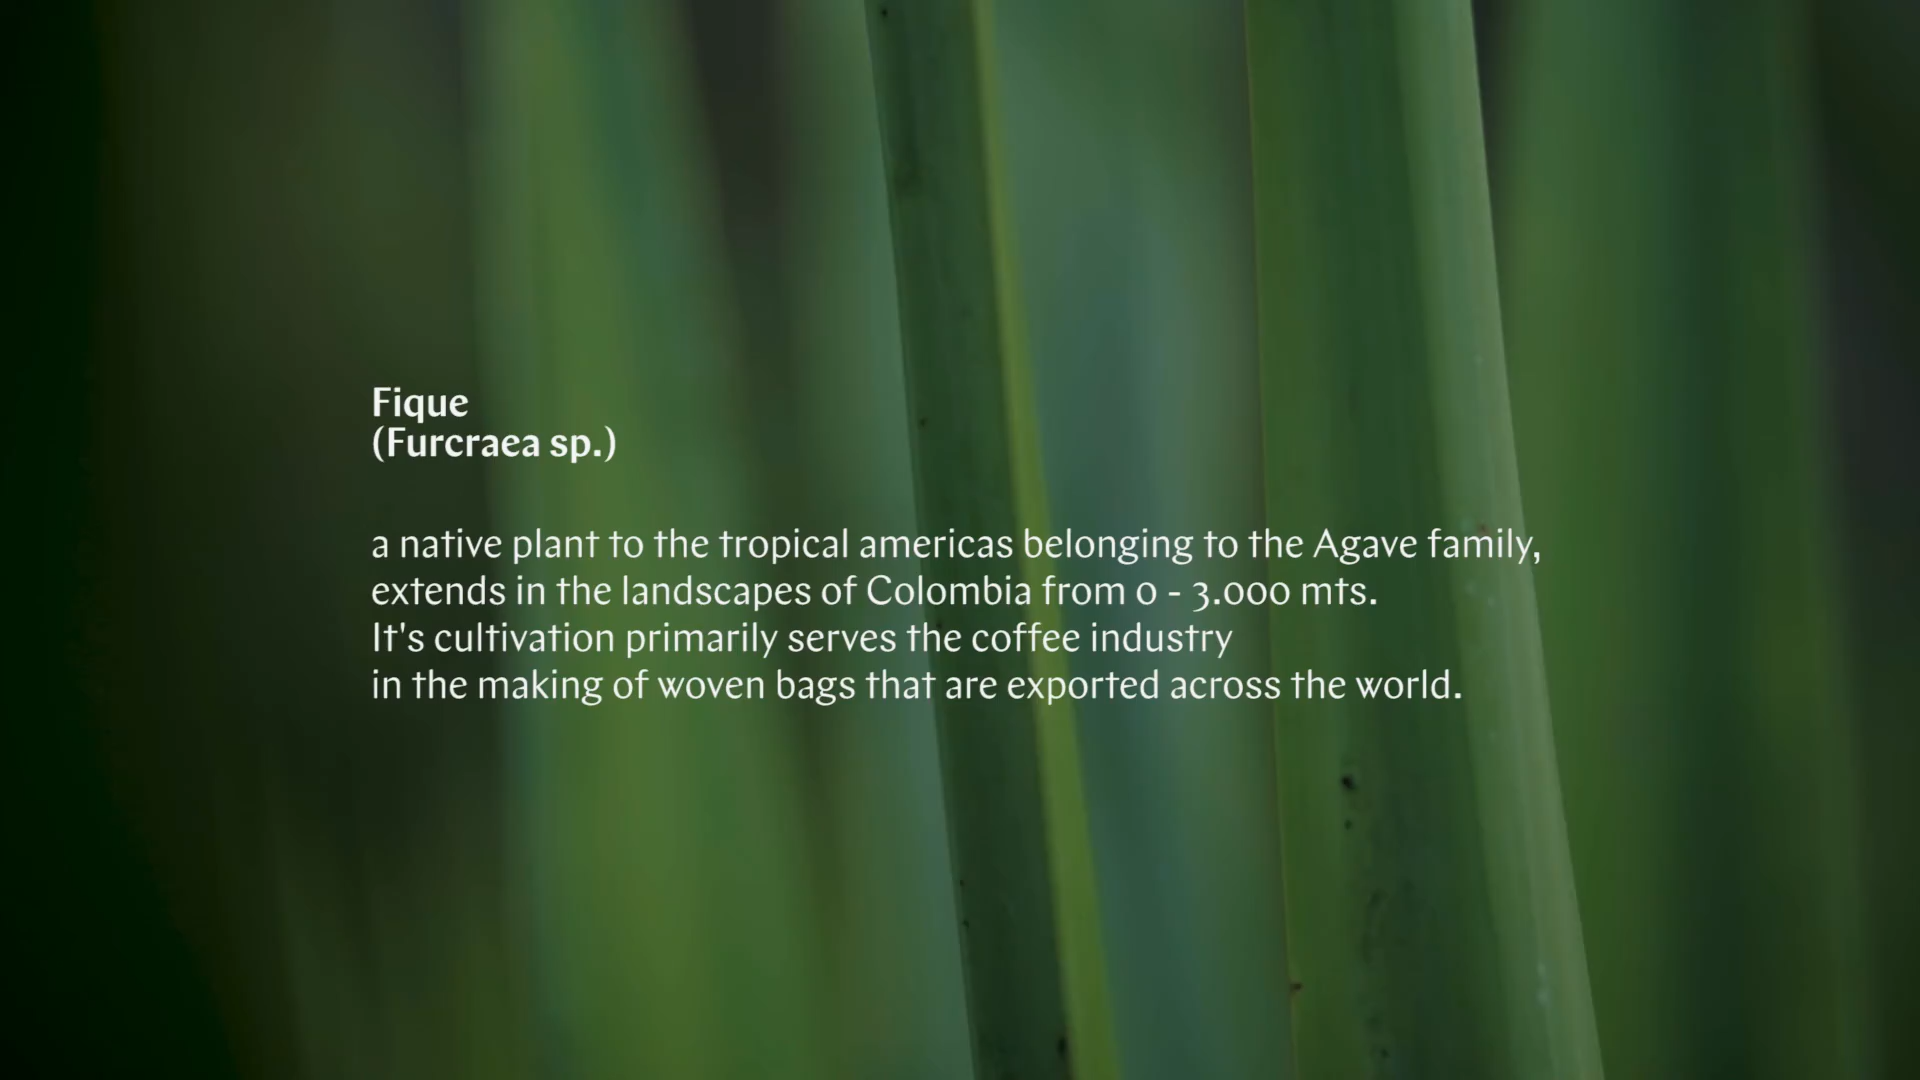 Fique
(Furcraea sp.)
a native plant to the tropical americas belonging to the Agave family,
extends in the landscapes of Colombia from 0 - 3.000 mts.
It's cultivation primarily serves the coffee industry
in the making of woven bags that are exported across the world.